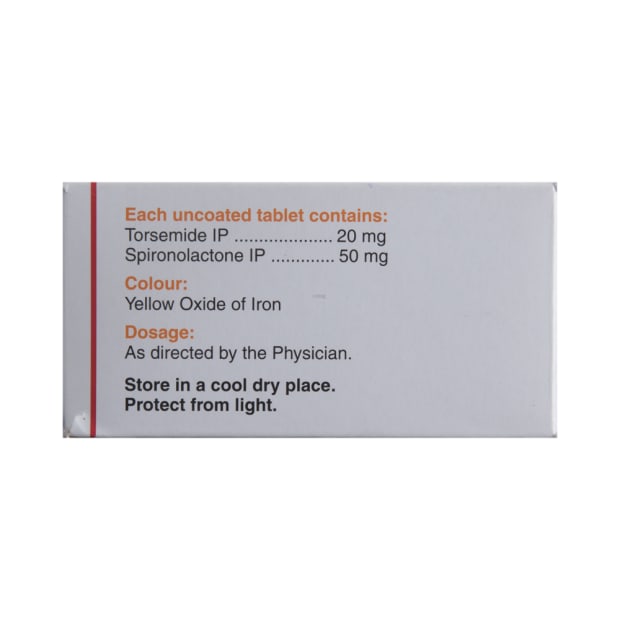 Each uncoated tablet contains:
Torsemide IP .................... 20 mg
Spironolactone IP ............. 50 mg
Colour:
Yellow Oxide of Iron
Dosage:
As directed by the Physician.
Store in a cool dry place.
Protect from light.